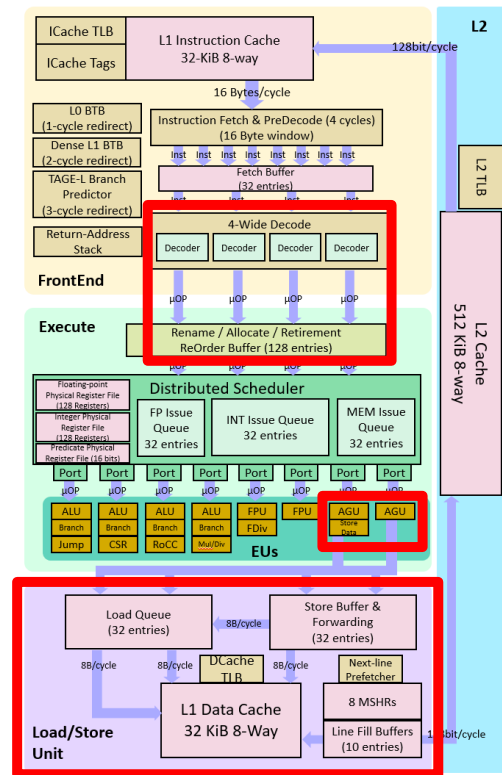 L2
ICache TLB
ICache Tags
L1 Instruction Cache
32-KiB 8-way
128bit/cycle
16 Bytes/cycle
L0 BTB
(1-cycle redirect)
Dense L1 BTB
(2-cycle redirect)
TAGE-L Branch
Predictor
(3-cycle redirect)
Return-Address
Stack
FrontEnd
Instruction Fetch & PreDecode (4 cycles)
(16 Byte window)
Inst Inst Inst Inst Inst Inst Inst Inst
Fetch Buffer
(32 entries)
Inst Inst Inst Inst
4-Wide Decode
Decoder Decoder Decoder Decoder
μOP μOP μOP μOP
L2 TLB
L2 Cache
512 KiB 8-way
Execute
Rename / Allocate / Retirement
ReOrder Buffer (128 entries)
Distributed Scheduler
Floating-point
Physical Register File
(128 Registers)
Integer Physical
Register File
(128 Registers)
Predicate Physical
Register File (16 bits)
FP Issue
Queue
32 entries
INT Issue Queue
32 entries
MEM Issue
Queue
32 entries
Port Port Port Port Port Port Port Port
μOP μOP μOP μOP μOP μOP μOP μOP
ALU ALU ALU ALU FPU FPU AGU AGU
Branch Branch Branch Branch FDiv Store Data
Jump CSR RoCC Mul/Div
EUs
Load Queue
(32 entries)
8B/cycle
Store Buffer &
Forwarding
(32 entries)
8B/cycle 8B/cycle 8B/cycle
DCache
TLB
Next-line
Prefetcher
L1 Data Cache
32 KiB 8-Way
8 MSHRs
Line Fill Buffers
(10 entries)
Load/Store
Unit